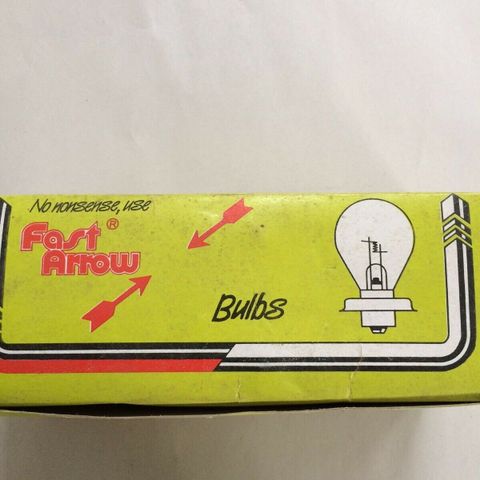 No nonsense, use
Fast ®
Arrow
Bulbs